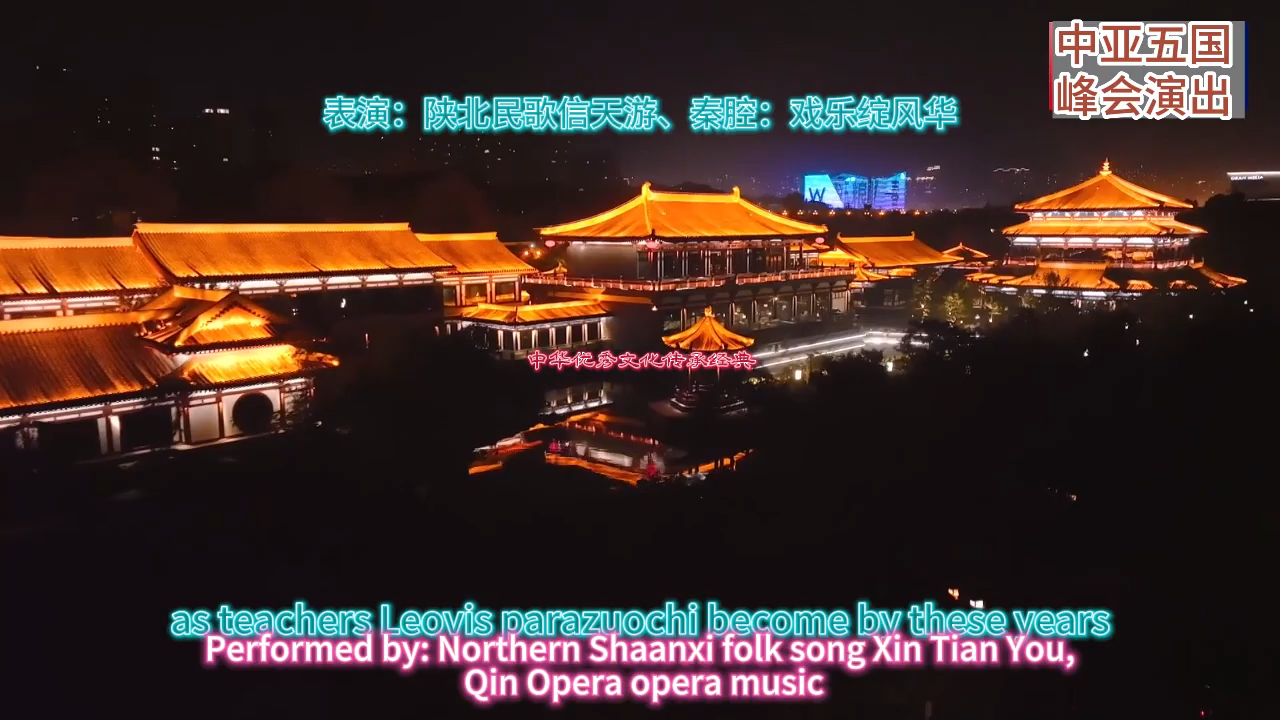 中亚五国
峰会演出
表演：陕北民歌信天游、秦腔：戏乐绽风华
W
中华优秀文化传承经典
as teachers Leovis parazuochi become by these years
Performed by: Northern Shaanxi folk song Xin Tian You,
Qin Opera opera music